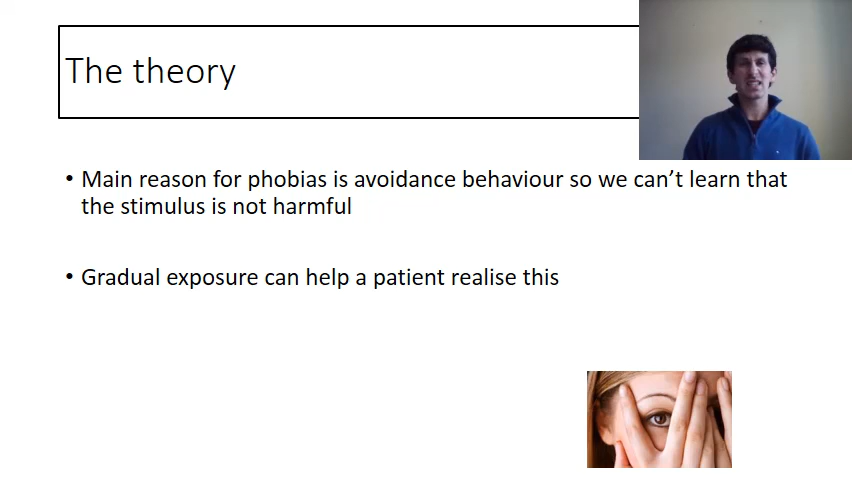 The theory
• Main reason for phobias is avoidance behaviour so we can’t learn that
the stimulus is not harmful
• Gradual exposure can help a patient realise this